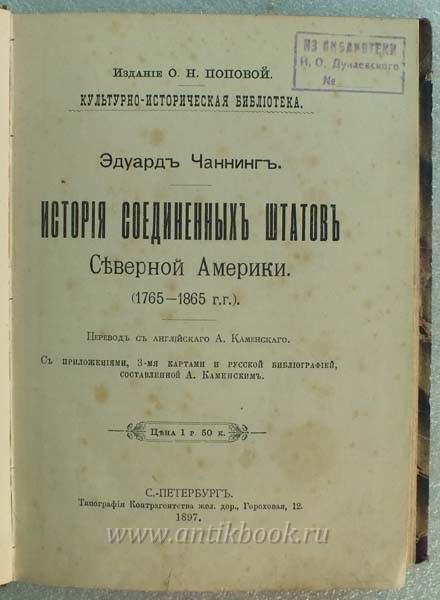 ИЗ БИБЛІОТЕКИ
И. О. Дунаевского
№
Изданіе О. Н. ПОПОВОЙ.
КУЛЬТУРНО-ИСТОРИЧЕСКАЯ БИБЛІОТЕКА.
Эдуардъ Чаннингъ.
ИСТОРІЯ СОЕДИНЕННЫХЪ ШТАТОВЪ
Сѣверной Америки.
(1765—1865 г.г.).
Переводъ съ англійскаго А. Каменскаго.
Съ приложеніями, 3-мя картами и русской библіографіей,
составленной А. Каменскимъ.
Цѣна 1 р. 50 к.
С.-ПЕТЕРБУРГЪ.
Типографія Контрагентства жел. дор., Гороховая, 12.
1897.
www.antikbook.ru